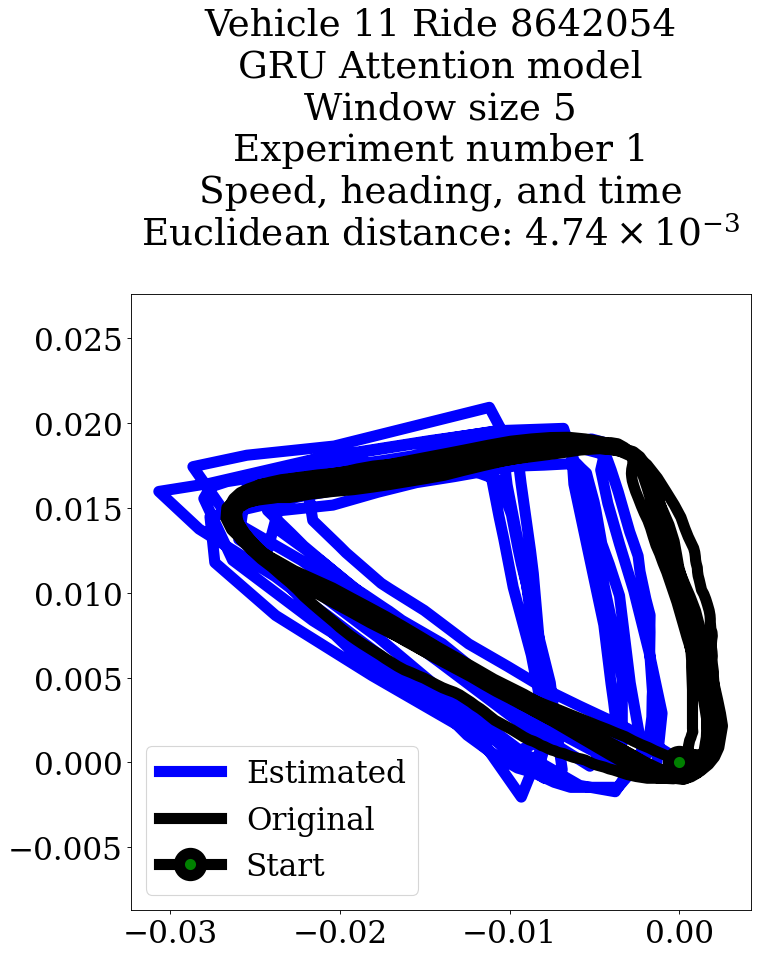 Vehicle 11 Ride 8642054
GRU Attention model
Window size 5
Experiment number 1
Speed, heading, and time
Euclidean distance: 4.74 × 10⁻³
0.025
0.020
0.015
0.010
0.005
0.000
−0.005
Estimated
Original
Start
−0.03 −0.02 −0.01 0.00